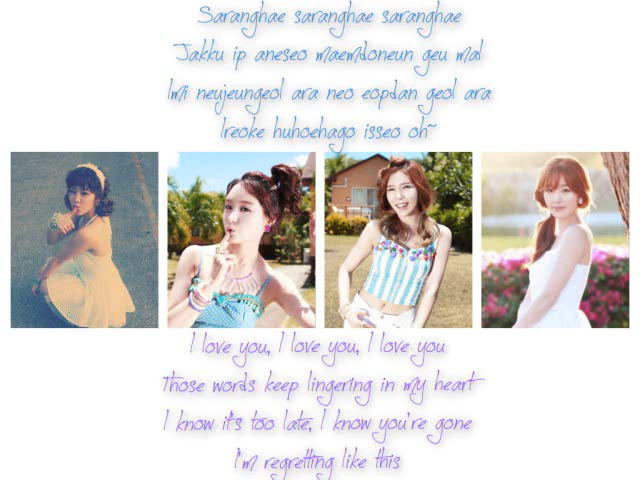 Saranghae saranghae saranghae
Jakku ip aneseo maemdoneun geu mal
Imi neujeungeol ara neo eopdan geol ara
Ireoke huhoehago isseo oh~
I love you, I love you, I love you
Those words keep lingering in my heart
I know it's too late, I know you're gone
I'm regretting like this